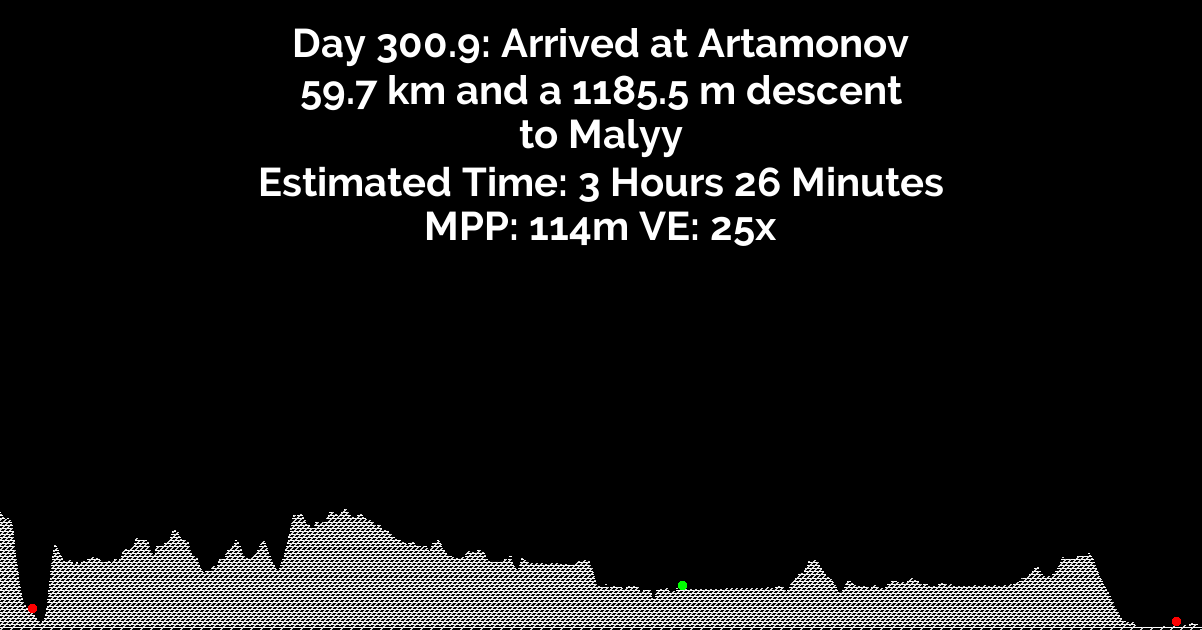 Day 300.9: Arrived at Artamonov
59.7 km and a 1185.5 m descent
to Malyy
Estimated Time: 3 Hours 26 Minutes
MPP: 114m VE: 25x